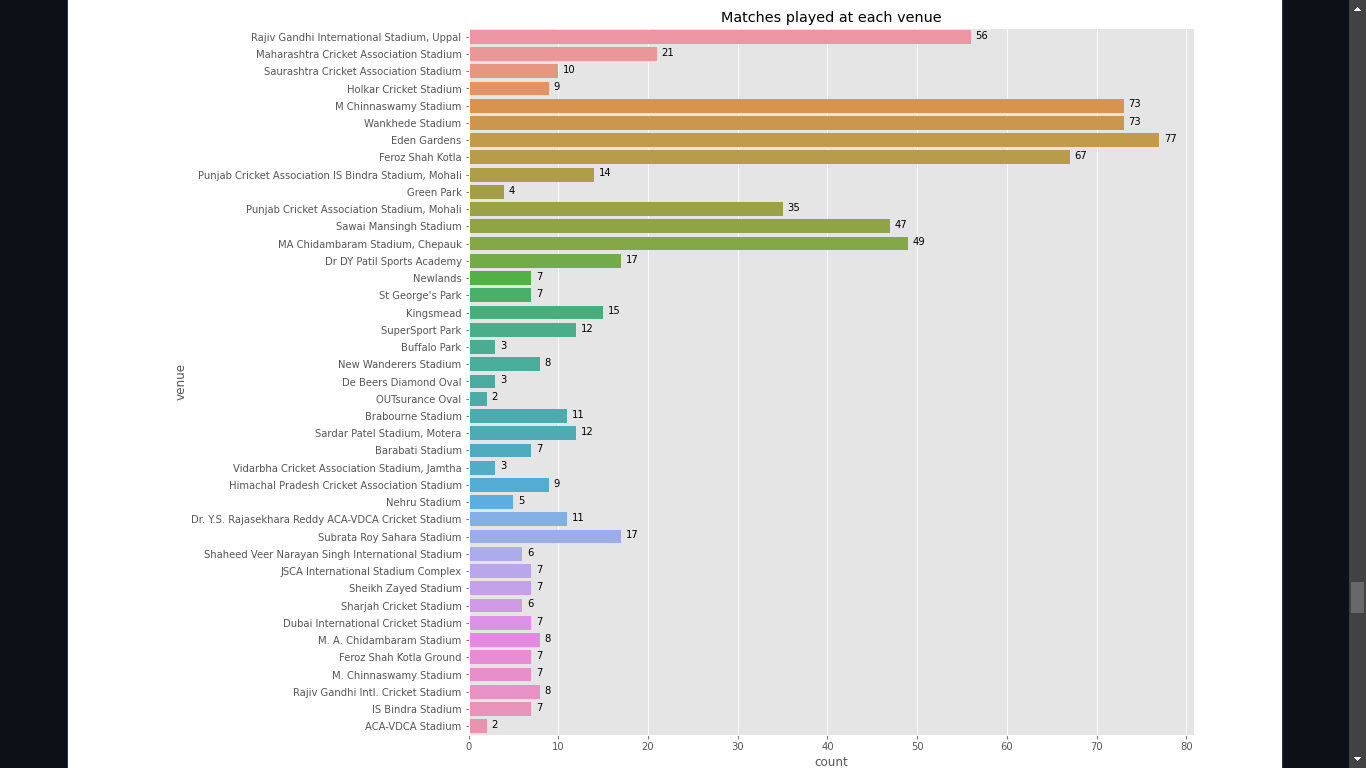 Matches played at each venue
Rajiv Gandhi International Stadium, Uppal 56
Maharashtra Cricket Association Stadium 21
Saurashtra Cricket Association Stadium 10
Holkar Cricket Stadium 9
M Chinnaswamy Stadium 73
Wankhede Stadium 73
Eden Gardens 77
Feroz Shah Kotla 67
Punjab Cricket Association IS Bindra Stadium, Mohali 14
Green Park 4
Punjab Cricket Association Stadium, Mohali 35
Sawai Mansingh Stadium 47
MA Chidambaram Stadium, Chepauk 49
Dr DY Patil Sports Academy 17
Newlands 7
St George's Park 7
Kingsmead 15
SuperSport Park 12
Buffalo Park 3
New Wanderers Stadium 8
De Beers Diamond Oval 3
OUTsurance Oval 2
Brabourne Stadium 11
Sardar Patel Stadium, Motera 12
Barabati Stadium 7
Vidarbha Cricket Association Stadium, Jamtha 3
Himachal Pradesh Cricket Association Stadium 9
Nehru Stadium 5
Dr. Y.S. Rajasekhara Reddy ACA-VDCA Cricket Stadium 11
Subrata Roy Sahara Stadium 17
Shaheed Veer Narayan Singh International Stadium 6
JSCA International Stadium Complex 7
Sheikh Zayed Stadium 7
Sharjah Cricket Stadium 6
Dubai International Cricket Stadium 7
M. A. Chidambaram Stadium 8
Feroz Shah Kotla Ground 7
M. Chinnaswamy Stadium 7
Rajiv Gandhi Intl. Cricket Stadium 8
IS Bindra Stadium 7
ACA-VDCA Stadium 2
venue
0 10 20 30 40 50 60 70 80
count